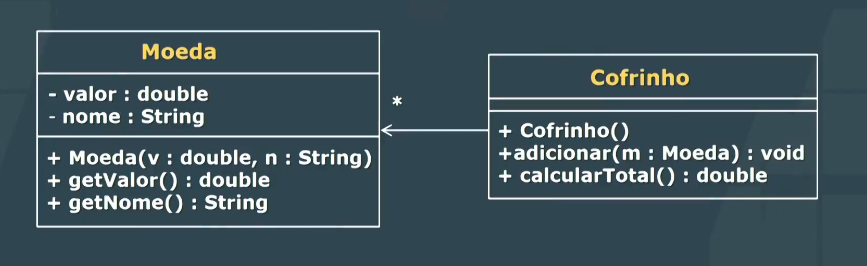 Moeda
- valor : double
- nome : String
+ Moeda(v : double, n : String)
+ getValor() : double
+ getNome() : String
*
Cofrinho
+ Cofrinho()
+adicionar(m : Moeda) : void
+ calcularTotal() : double